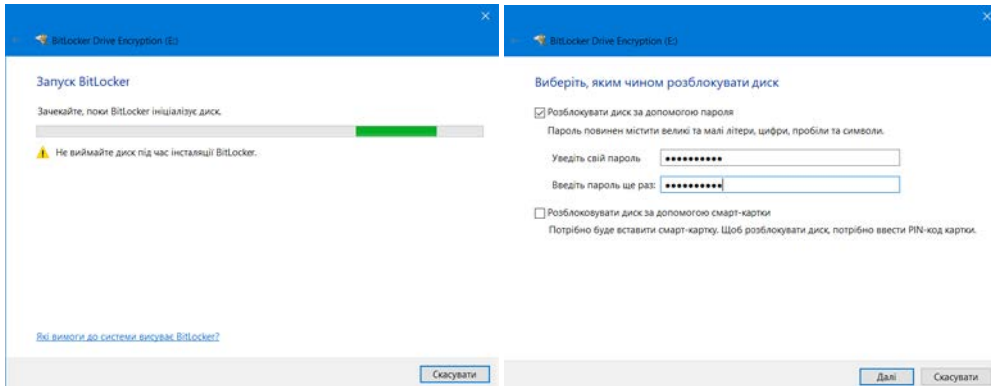 BitLocker Drive Encryption (E:)
Запуск BitLocker
Зачекайте, поки BitLocker ініціалізує диск.
Не виймайте диск під час інсталяції BitLocker.
Які вимоги до системи висуває BitLocker?
Скасувати
BitLocker Drive Encryption (E:)
Виберіть, яким чином розблокувати диск
Розблокувати диск за допомогою пароля
Пароль повинен містити великі та малі літери, цифри, пробіли та символи.
Уведіть свій пароль ●●●●●●●●●●
Введіть пароль ще раз: ●●●●●●●●●●
Розблоковувати диск за допомогою смарт-картки
Потрібно буде вставити смарт-картку. Щоб розблокувати диск, потрібно ввести PIN-код картки.
Далі Скасувати